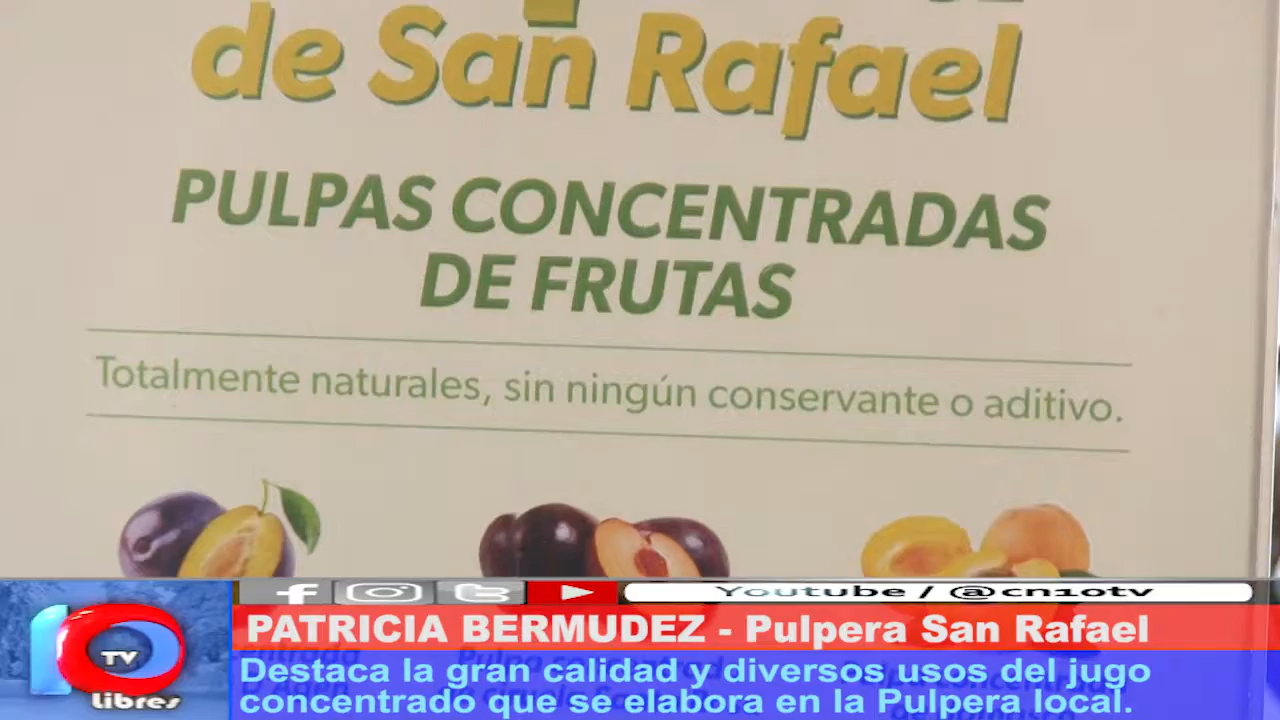 de San Rafael
PULPAS CONCENTRADAS
DE FRUTAS
Totalmente naturales, sin ningún conservante o aditivo.
Youtube / @cn10tv
PATRICIA BERMUDEZ - Pulpera San Rafael
Destaca la gran calidad y diversos usos del jugo
concentrado que se elabora en la Pulpera local.
10
TV
libres